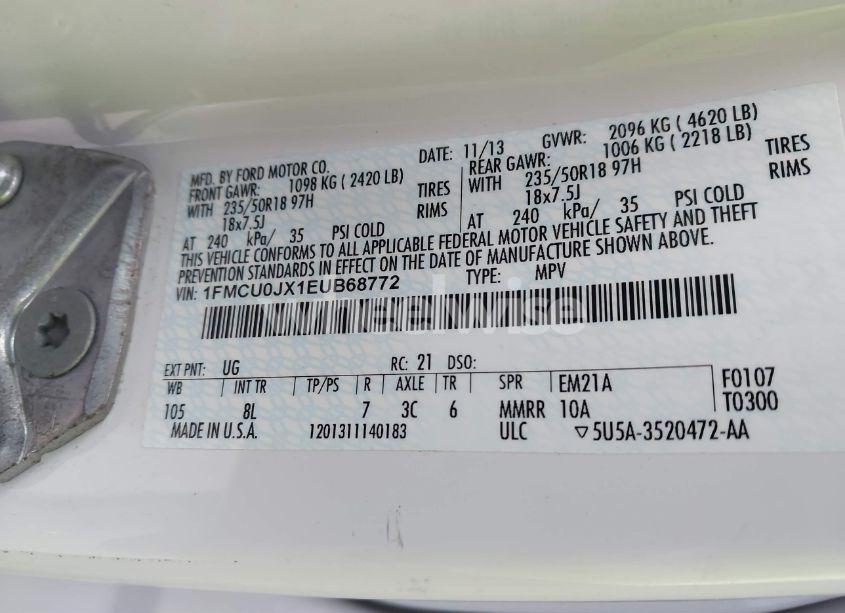 MFD. BY FORD MOTOR CO. DATE: 11/13 GVWR: 2096 KG ( 4620 LB)
FRONT GAWR: 1098 KG ( 2420 LB) REAR GAWR: 1006 KG ( 2218 LB)
WITH 235/50R18 97H TIRES WITH 235/50R18 97H TIRES
18x7.5J RIMS 18x7.5J RIMS
AT 240 kPa/ 35 PSI COLD AT 240 kPa/ 35 PSI COLD
THIS VEHICLE CONFORMS TO ALL APPLICABLE FEDERAL MOTOR VEHICLE SAFETY AND THEFT
PREVENTION STANDARDS IN EFFECT ON THE DATE OF MANUFACTURE SHOWN ABOVE.
VIN: 1FMCU0JX1EUB68772 TYPE: MPV
wheelwise
EXT PNT: UG RC: 21 DSO:
WB INT TR TP/PS R AXLE TR SPR EM21A F0107
105 8L 7 3C 6 MMRR 10A T0300
MADE IN U.S.A. 1201311140183 ULC ▽5U5A-3520472-AA